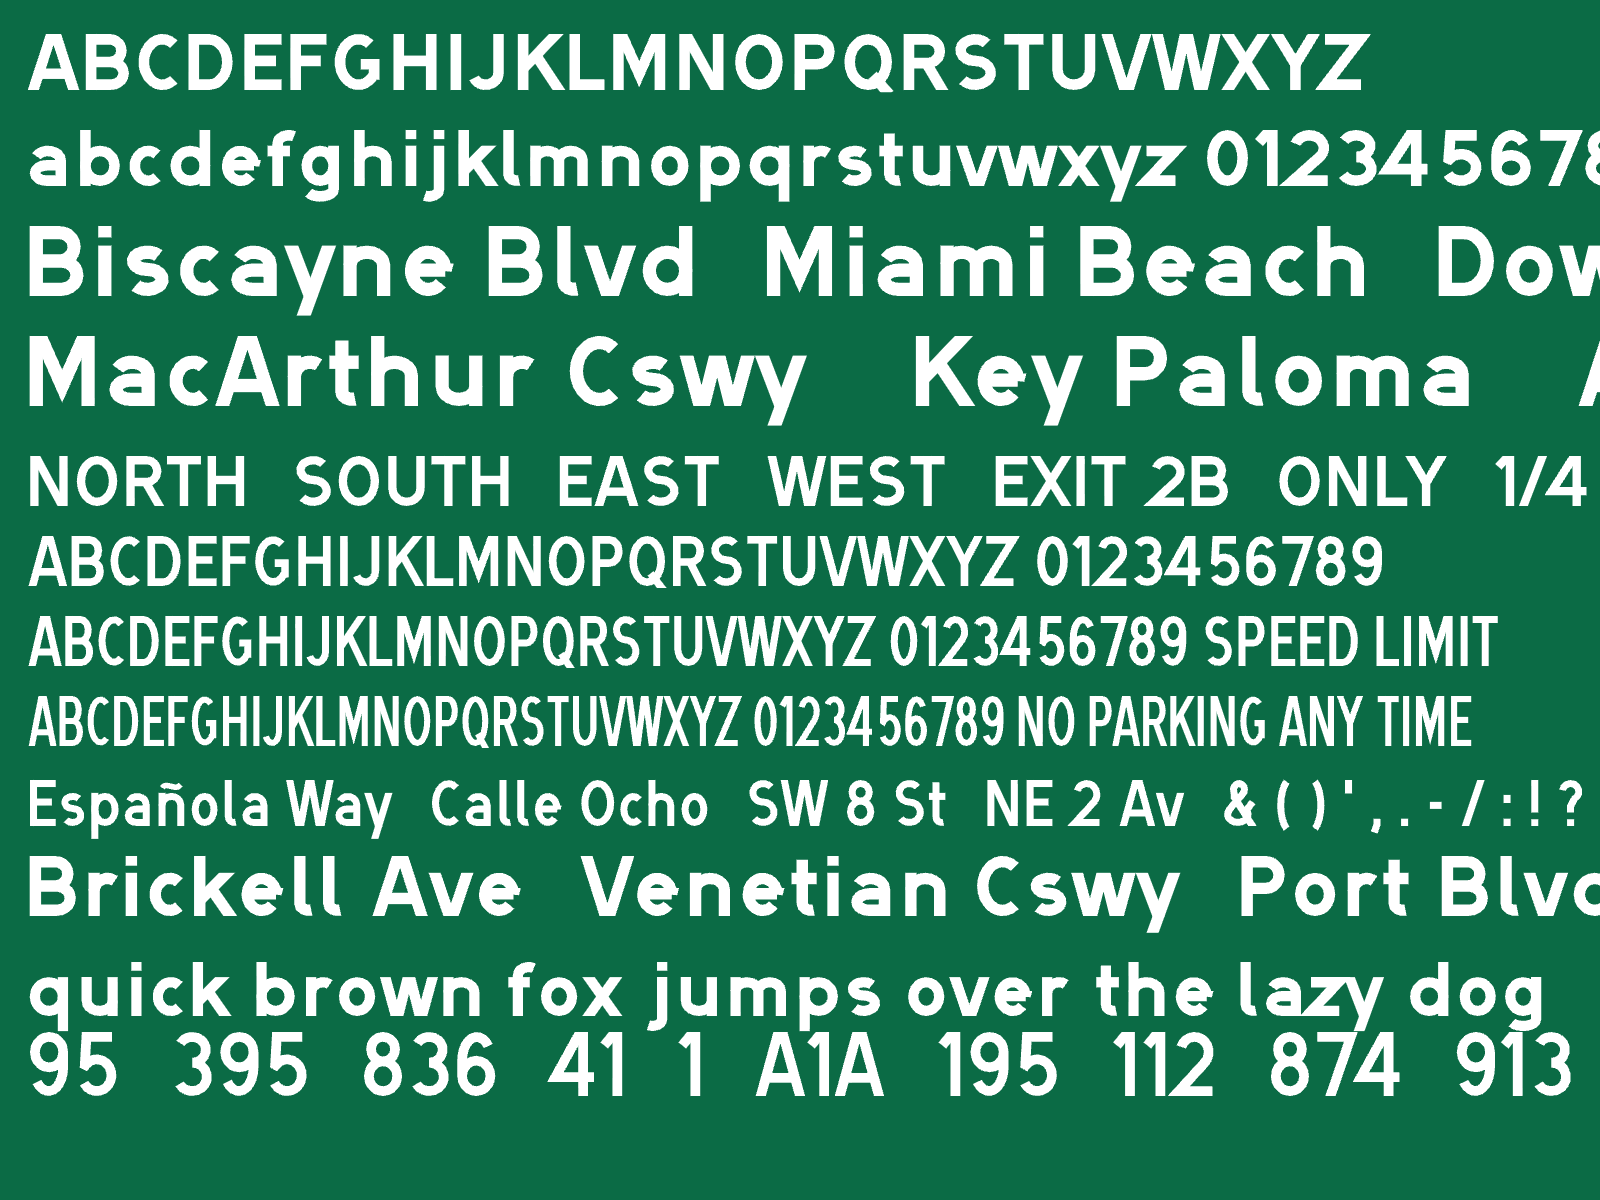 ABCDEFGHIJKLMNOPQRSTUVWXYZ
abcdefghijklmnopqrstuvwxyz 012345678
Biscayne Blvd Miami Beach Dow
MacArthur Cswy Key Paloma A
NORTH SOUTH EAST WEST EXIT 2B ONLY 1/4
ABCDEFGHIJKLMNOPQRSTUVWXYZ 0123456789
ABCDEFGHIJKLMNOPQRSTUVWXYZ 0123456789 SPEED LIMIT
ABCDEFGHIJKLMNOPQRSTUVWXYZ 0123456789 NO PARKING ANY TIME
Española Way Calle Ocho SW 8 St NE 2 Av & ( ) ' , . - / : ! ?
Brickell Ave Venetian Cswy Port Blvd
quick brown fox jumps over the lazy dog
95 395 836 41 1 A1A 195 112 874 913